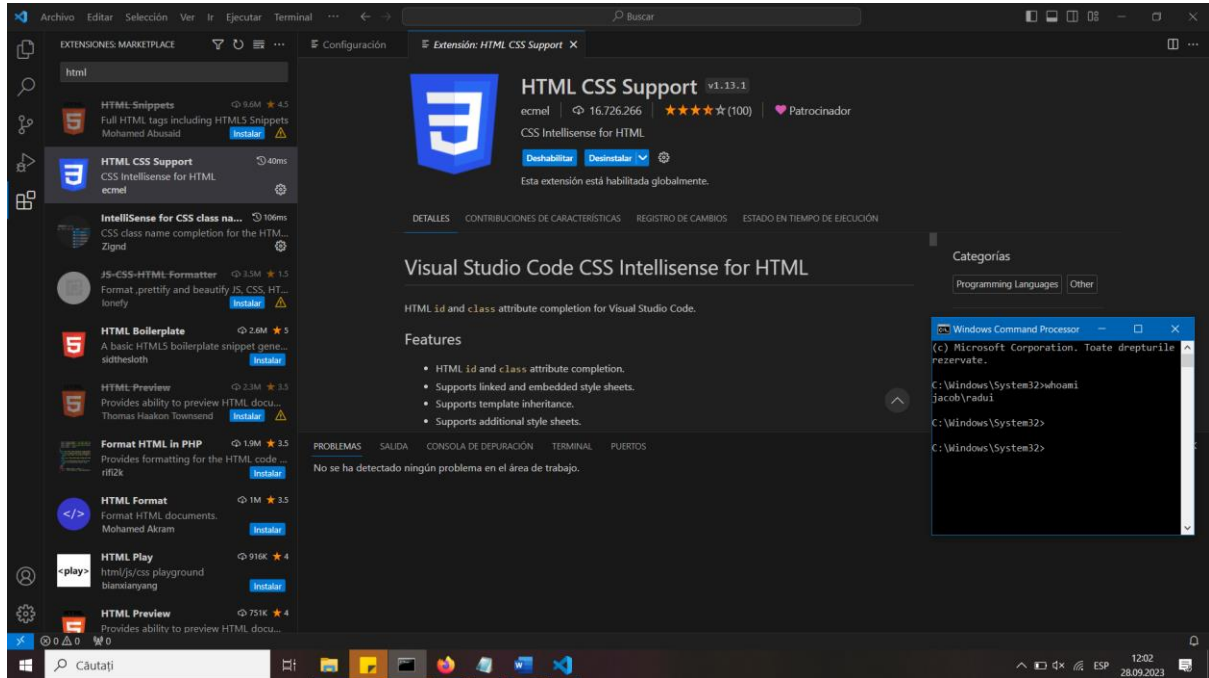 Archivo Editar Selección Ver Ir Ejecutar Terminal ··· Buscar
EXTENSIONES: MARKETPLACE
html
HTML Snippets 9.6M ★ 4.5
Full HTML tags including HTML5 Snippets
Mohamed Abusaid Instalar
HTML CSS Support 40ms
CSS Intellisense for HTML
ecmel
IntelliSense for CSS class na... 106ms
CSS class name completion for the HTM...
Zignd
JS-CSS-HTML Formatter 3.5M ★ 1.5
Format ,prettify and beautify JS, CSS, HT...
lonefy Instalar
HTML Boilerplate 2.6M ★ 5
A basic HTML5 boilerplate snippet gene...
sidthesloth Instalar
HTML Preview 2.3M ★ 3.5
Provides ability to preview HTML docu...
Thomas Haakon Townsend Instalar
Format HTML in PHP 1.9M ★ 3.5
Provides formatting for the HTML code ...
rifi2k Instalar
HTML Format 1M ★ 3.5
</>
Format HTML documents.
Mohamed Akram Instalar
HTML Play 916K ★ 4
<play>
html/js/css playground
bianxianyang Instalar
HTML Preview 751K ★ 4
Provides ability to preview HTML docu...
Configuración Extensión: HTML CSS Support
HTML CSS Support v1.13.1
ecmel 16.726.266 ★★★★☆(100) Patrocinador
CSS Intellisense for HTML
Deshabilitar Desinstalar
Esta extensión está habilitada globalmente.
DETALLES CONTRIBUCIONES DE CARACTERÍSTICAS REGISTRO DE CAMBIOS ESTADO EN TIEMPO DE EJECUCIÓN
Visual Studio Code CSS Intellisense for HTML
HTML id and class attribute completion for Visual Studio Code.
Features
• HTML id and class attribute completion.
• Supports linked and embedded style sheets.
• Supports template inheritance.
• Supports additional style sheets.
Categorías
Programming Languages Other
PROBLEMAS SALIDA CONSOLA DE DEPURACIÓN TERMINAL PUERTOS
No se ha detectado ningún problema en el área de trabajo.
Windows Command Processor
(c) Microsoft Corporation. Toate drepturile
rezervate.
C:\Windows\System32>whoami
jacob\radui
C:\Windows\System32>
C:\Windows\System32>
0 0 0
Căutați
ESP
12:02
28.09.2023